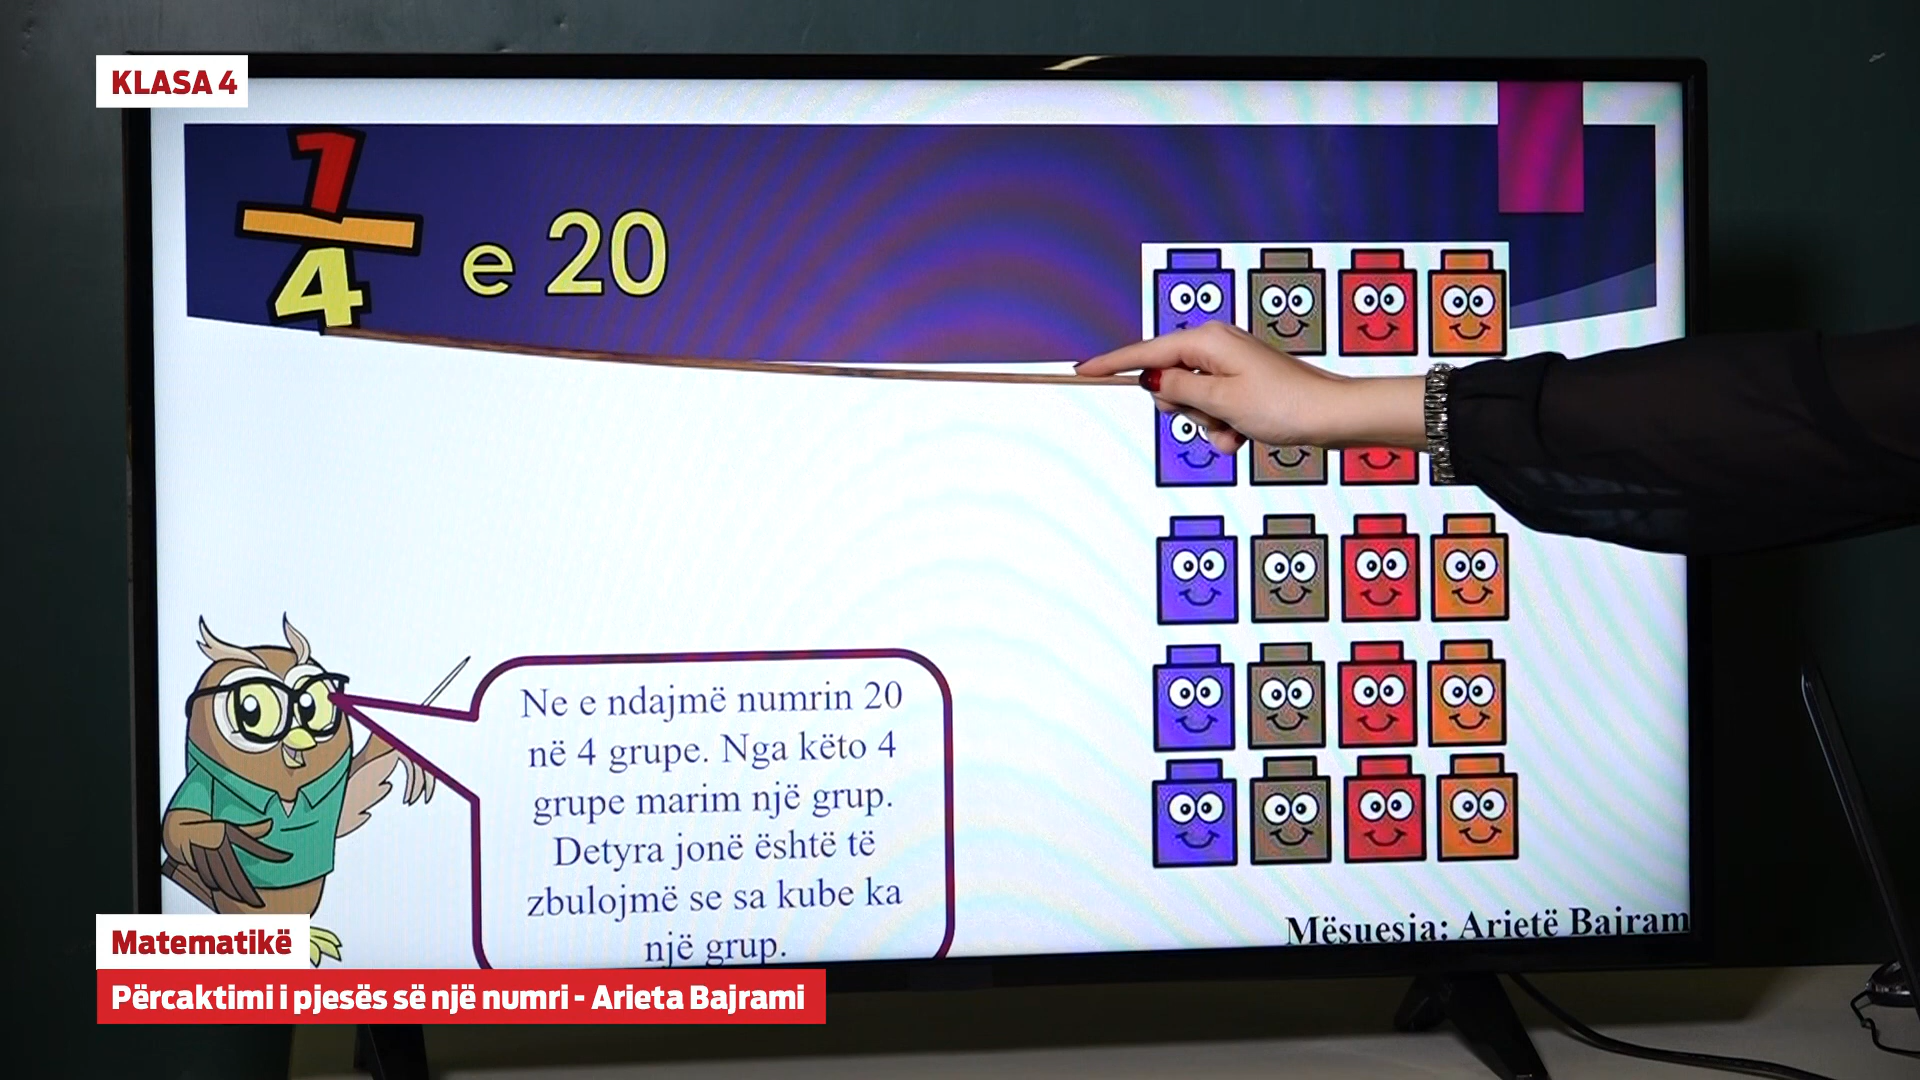 KLASA 4
1
4
e 20
Ne e ndajmë numrin 20
në 4 grupe. Nga këto 4
grupe marim një grup.
Detyra jonë është të
zbulojmë se sa kube ka
një grup.
Mësuesja: Arietë Bajram
Matematikë
Përcaktimi i pjesës së një numri - Arieta Bajrami